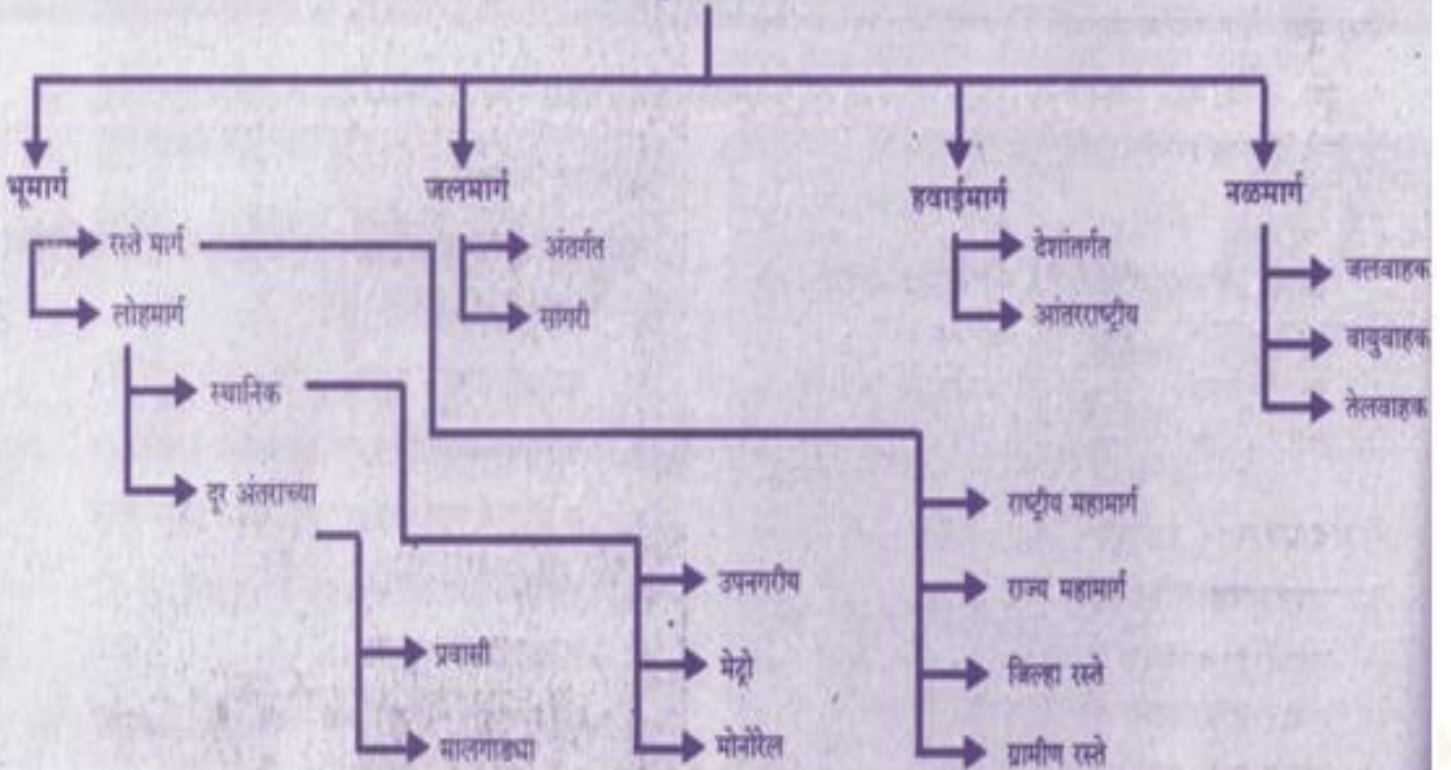 भूमार्ग जलमार्ग हवाईमार्ग नळमार्ग
रस्ते मार्ग अंतर्गत देशांतर्गत जलवाहक
लोहमार्ग सागरी आंतरराष्ट्रीय वायुवाहक
स्थानिक तेलवाहक
दूर अंतराच्या राष्ट्रीय महामार्ग
उपनगरीय राज्य महामार्ग
प्रवासी मेट्रो जिल्हा रस्ते
मालगाड्या मोनोरेल ग्रामीण रस्ते